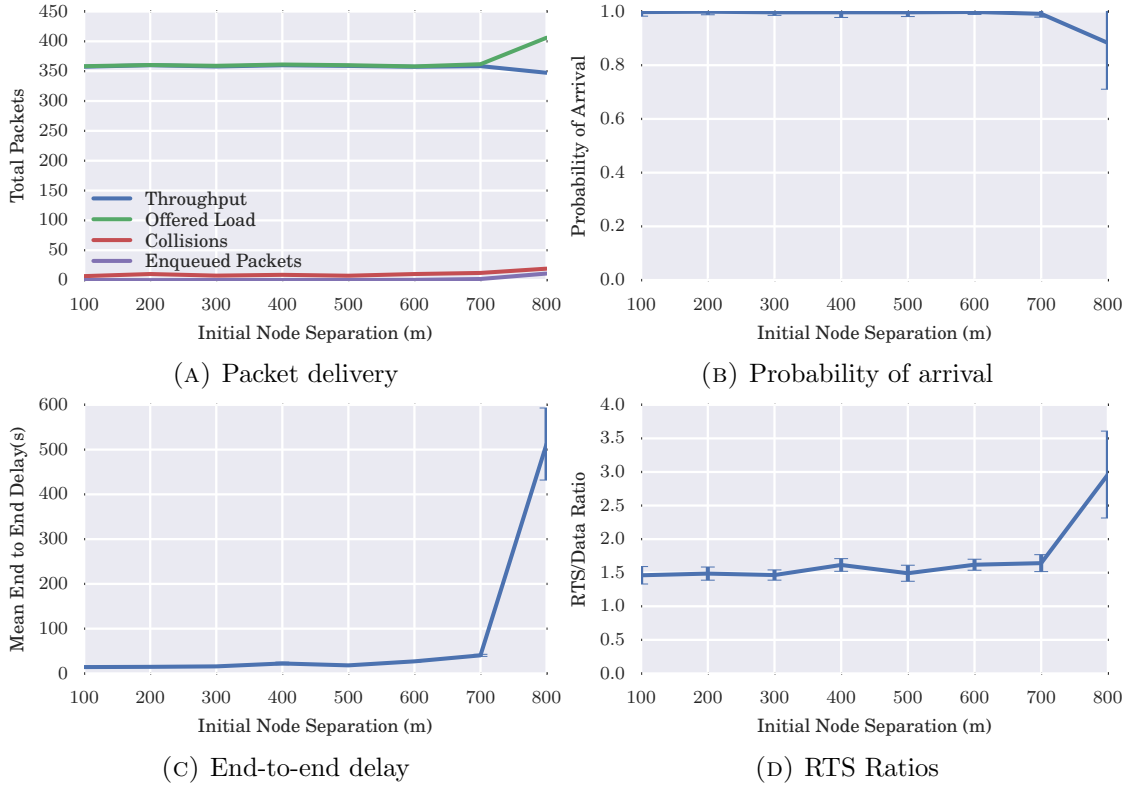 450
400
350
300
250
200
150
100
50
0
Total Packets
Throughput
Offered Load
Collisions
Enqueued Packets
100 200 300 400 500 600 700 800
Initial Node Separation (m)
(A) Packet delivery
1.0
0.8
0.6
0.4
0.2
0.0
Probability of Arrival
100 200 300 400 500 600 700 800
Initial Node Separation (m)
(B) Probability of arrival
600
500
400
300
200
100
0
Mean End to End Delay(s)
100 200 300 400 500 600 700 800
Initial Node Separation (m)
(C) End-to-end delay
4.0
3.5
3.0
2.5
2.0
1.5
1.0
0.5
0.0
RTS/Data Ratio
100 200 300 400 500 600 700 800
Initial Node Separation (m)
(D) RTS Ratios